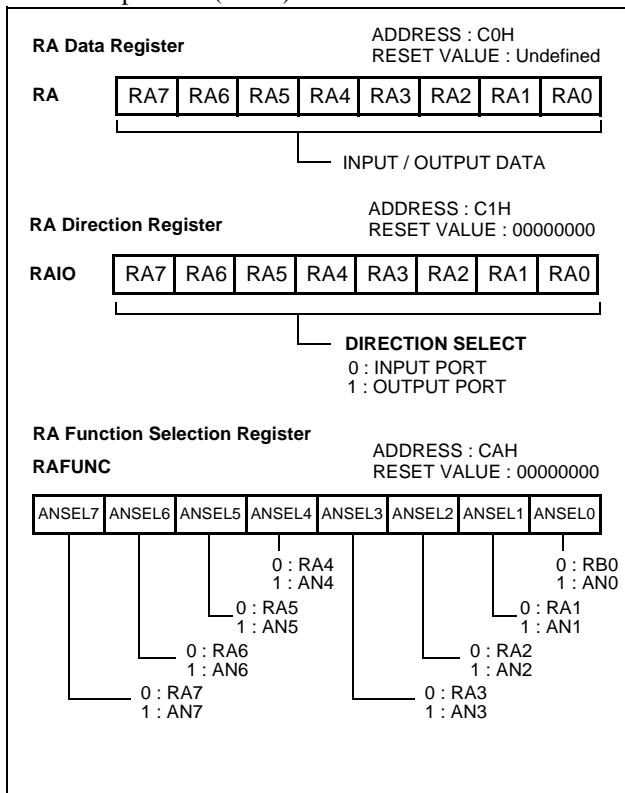 RA Data Register
ADDRESS : C0H
RESET VALUE : Undefined
RA
RA7 RA6 RA5 RA4 RA3 RA2 RA1 RA0
INPUT / OUTPUT DATA
RA Direction Register
ADDRESS : C1H
RESET VALUE : 00000000
RAIO
RA7 RA6 RA5 RA4 RA3 RA2 RA1 RA0
DIRECTION SELECT
0 : INPUT PORT
1 : OUTPUT PORT
RA Function Selection Register
RAFUNC
ADDRESS : CAH
RESET VALUE : 00000000
ANSEL7 ANSEL6 ANSEL5 ANSEL4 ANSEL3 ANSEL2 ANSEL1 ANSEL0
0 : RA4
1 : AN4
0 : RB0
1 : AN0
0 : RA5
1 : AN5
0 : RA1
1 : AN1
0 : RA6
1 : AN6
0 : RA2
1 : AN2
0 : RA7
1 : AN7
0 : RA3
1 : AN3